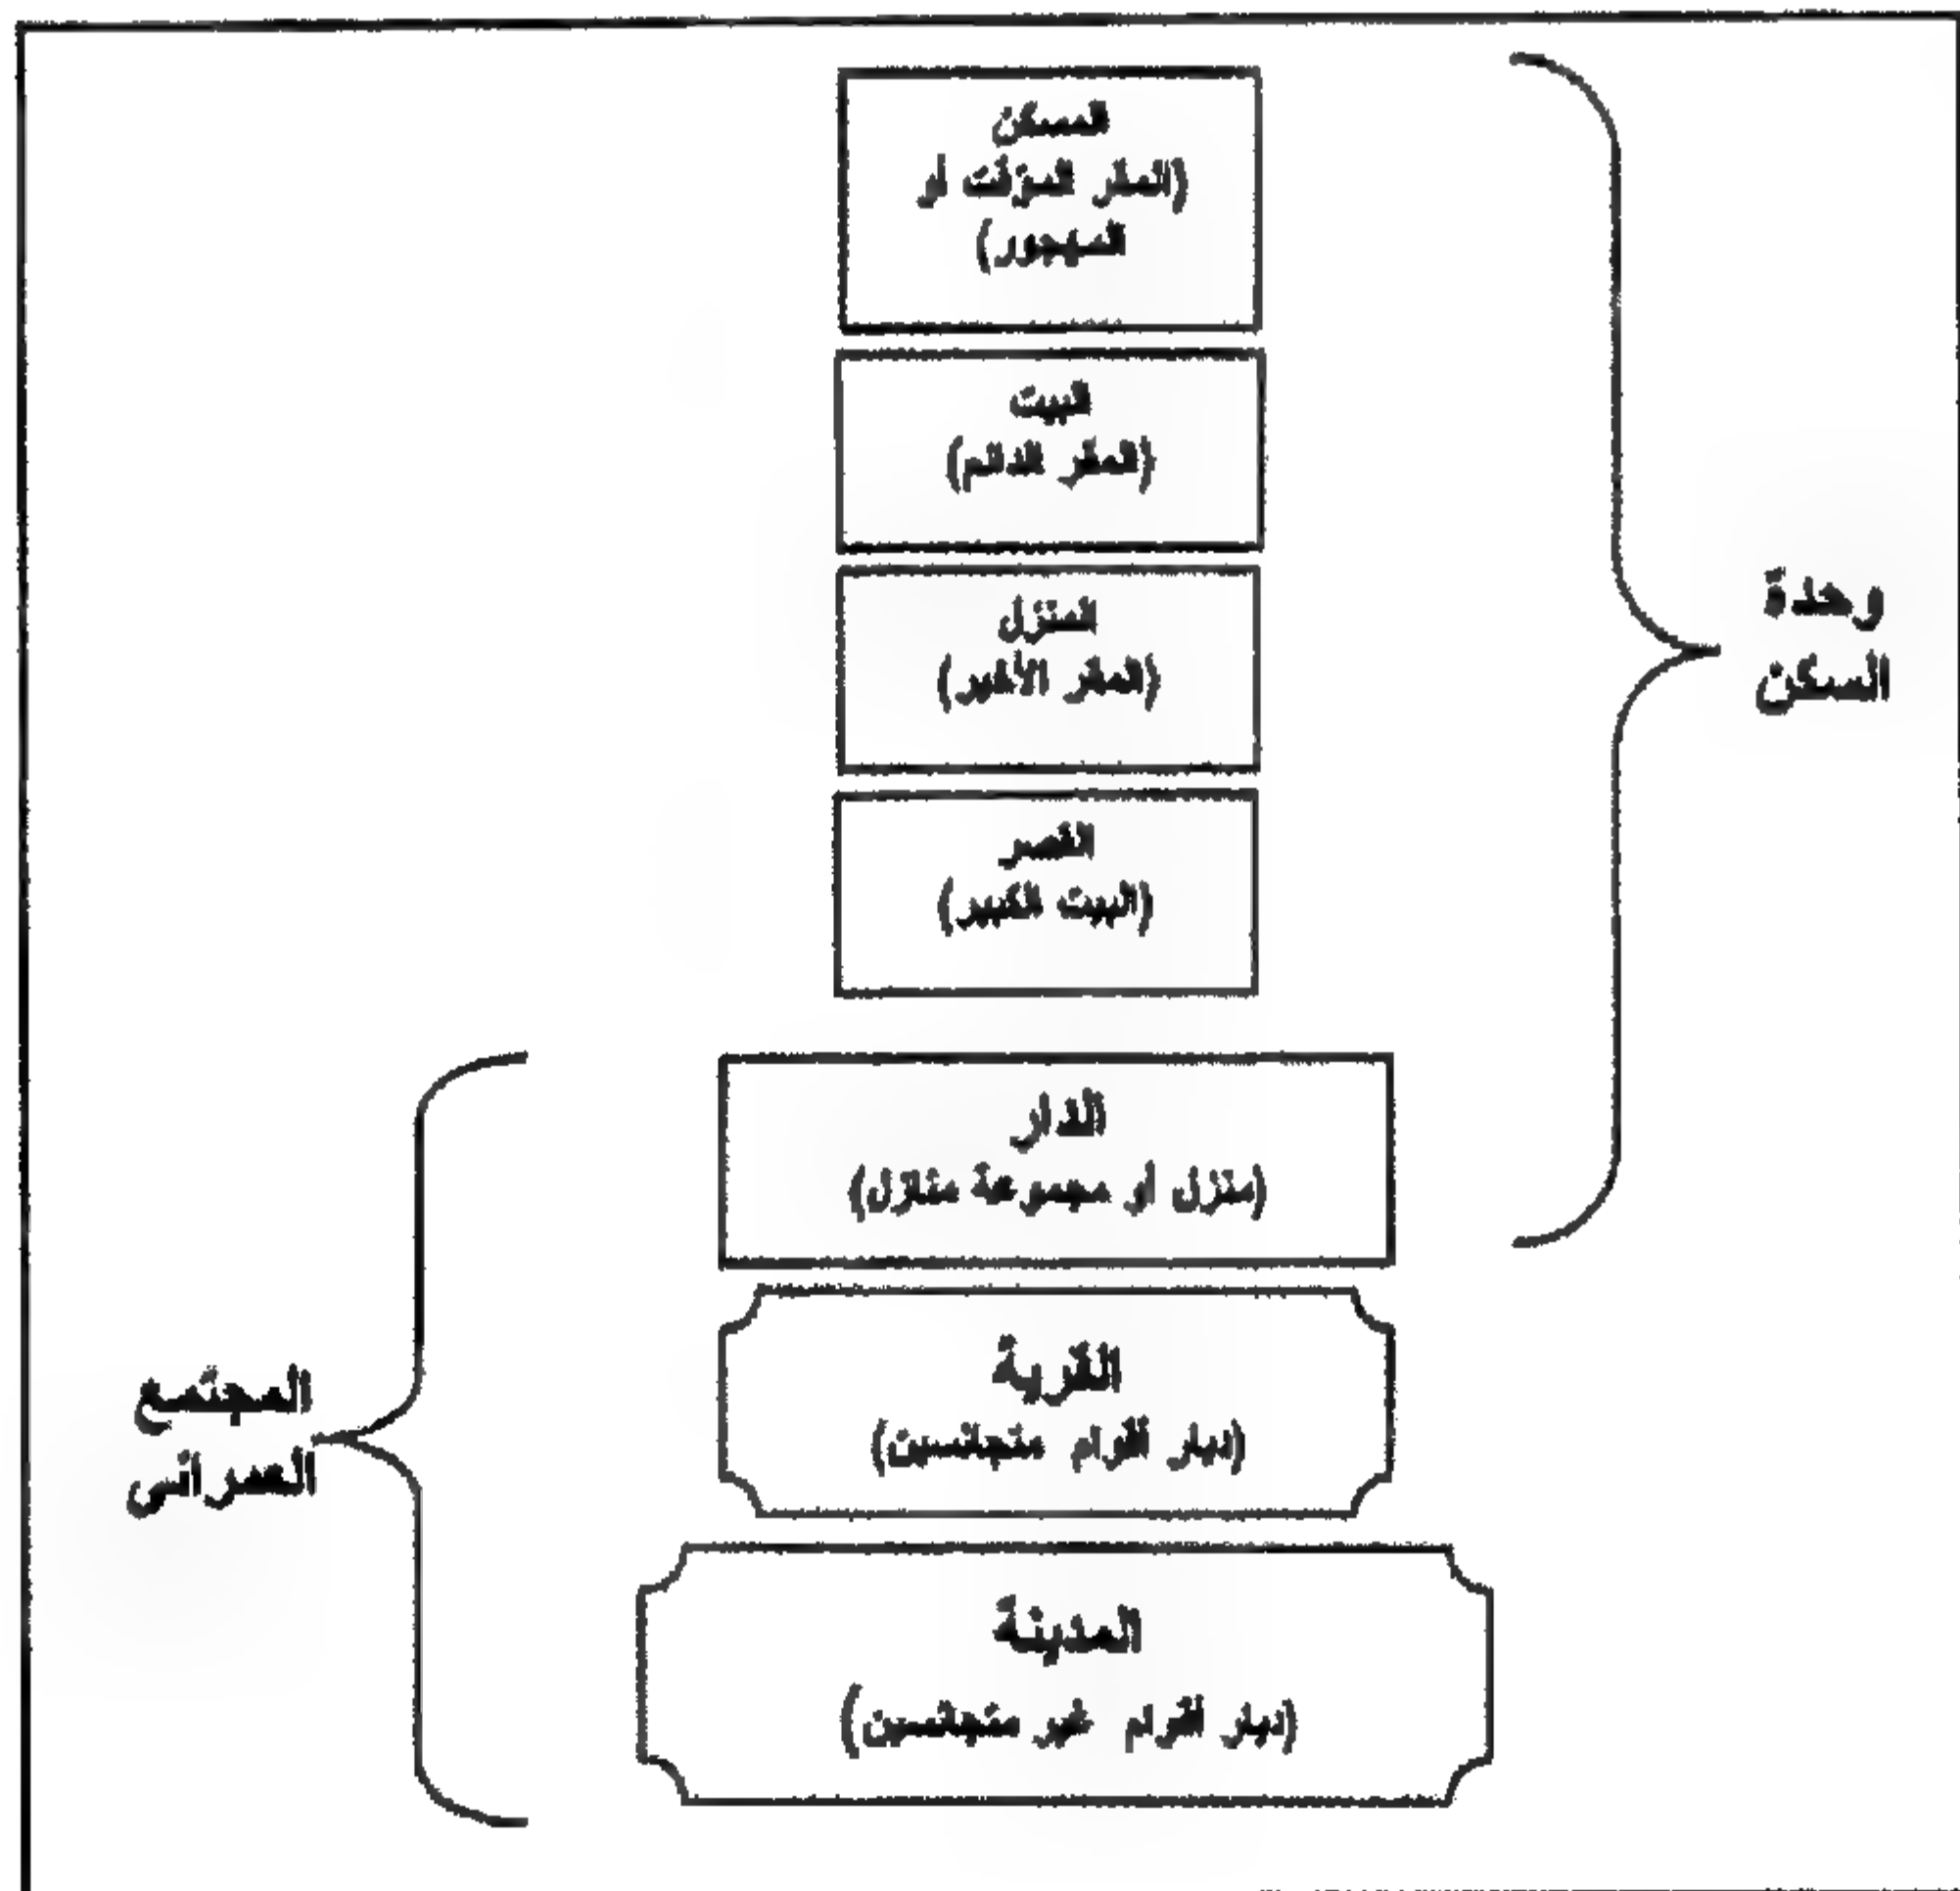 المسكن
(المقر المؤقت أو
المهجور)
البيت
(المقر الدائم)
المنزل
(المقر الأخير)
القصر
(البيت الكبير)
وحدة
السكن
الدار
(منزل أو مجموعة منازل)
القرية
(ديار أقوام متجانسين)
المدينة
(ديار أقوام غير متجانسين)
المجتمع
العمراني